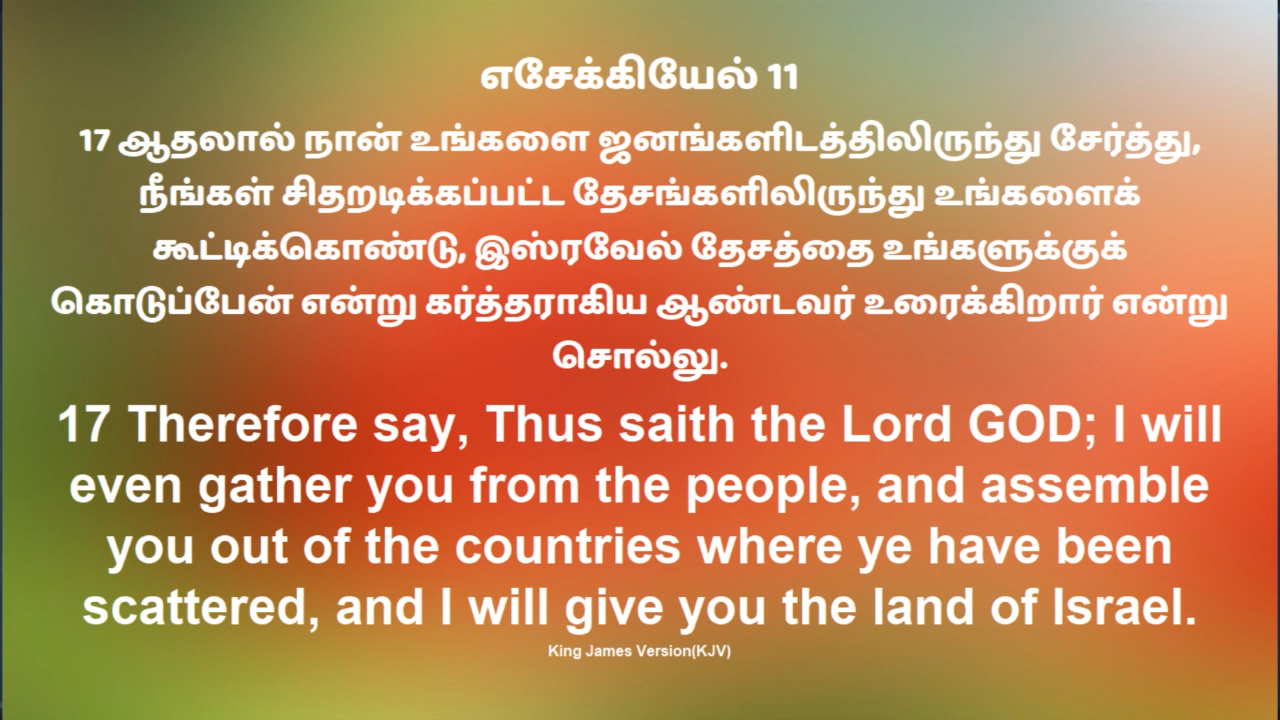 எசேக்கியேல் 11
17 ஆதலால் நான் உங்களை ஜனங்களிடத்திலிருந்து சேர்த்து,
நீங்கள் சிதறடிக்கப்பட்ட தேசங்களிலிருந்து உங்களைக்
கூட்டிக்கொண்டு, இஸ்ரவேல் தேசத்தை உங்களுக்குக்
கொடுப்பேன் என்று கர்த்தராகிய ஆண்டவர் உரைக்கிறார் என்று
சொல்லு.
17 Therefore say, Thus saith the Lord GOD; I will
even gather you from the people, and assemble
you out of the countries where ye have been
scattered, and I will give you the land of Israel.
King James Version(KJV)